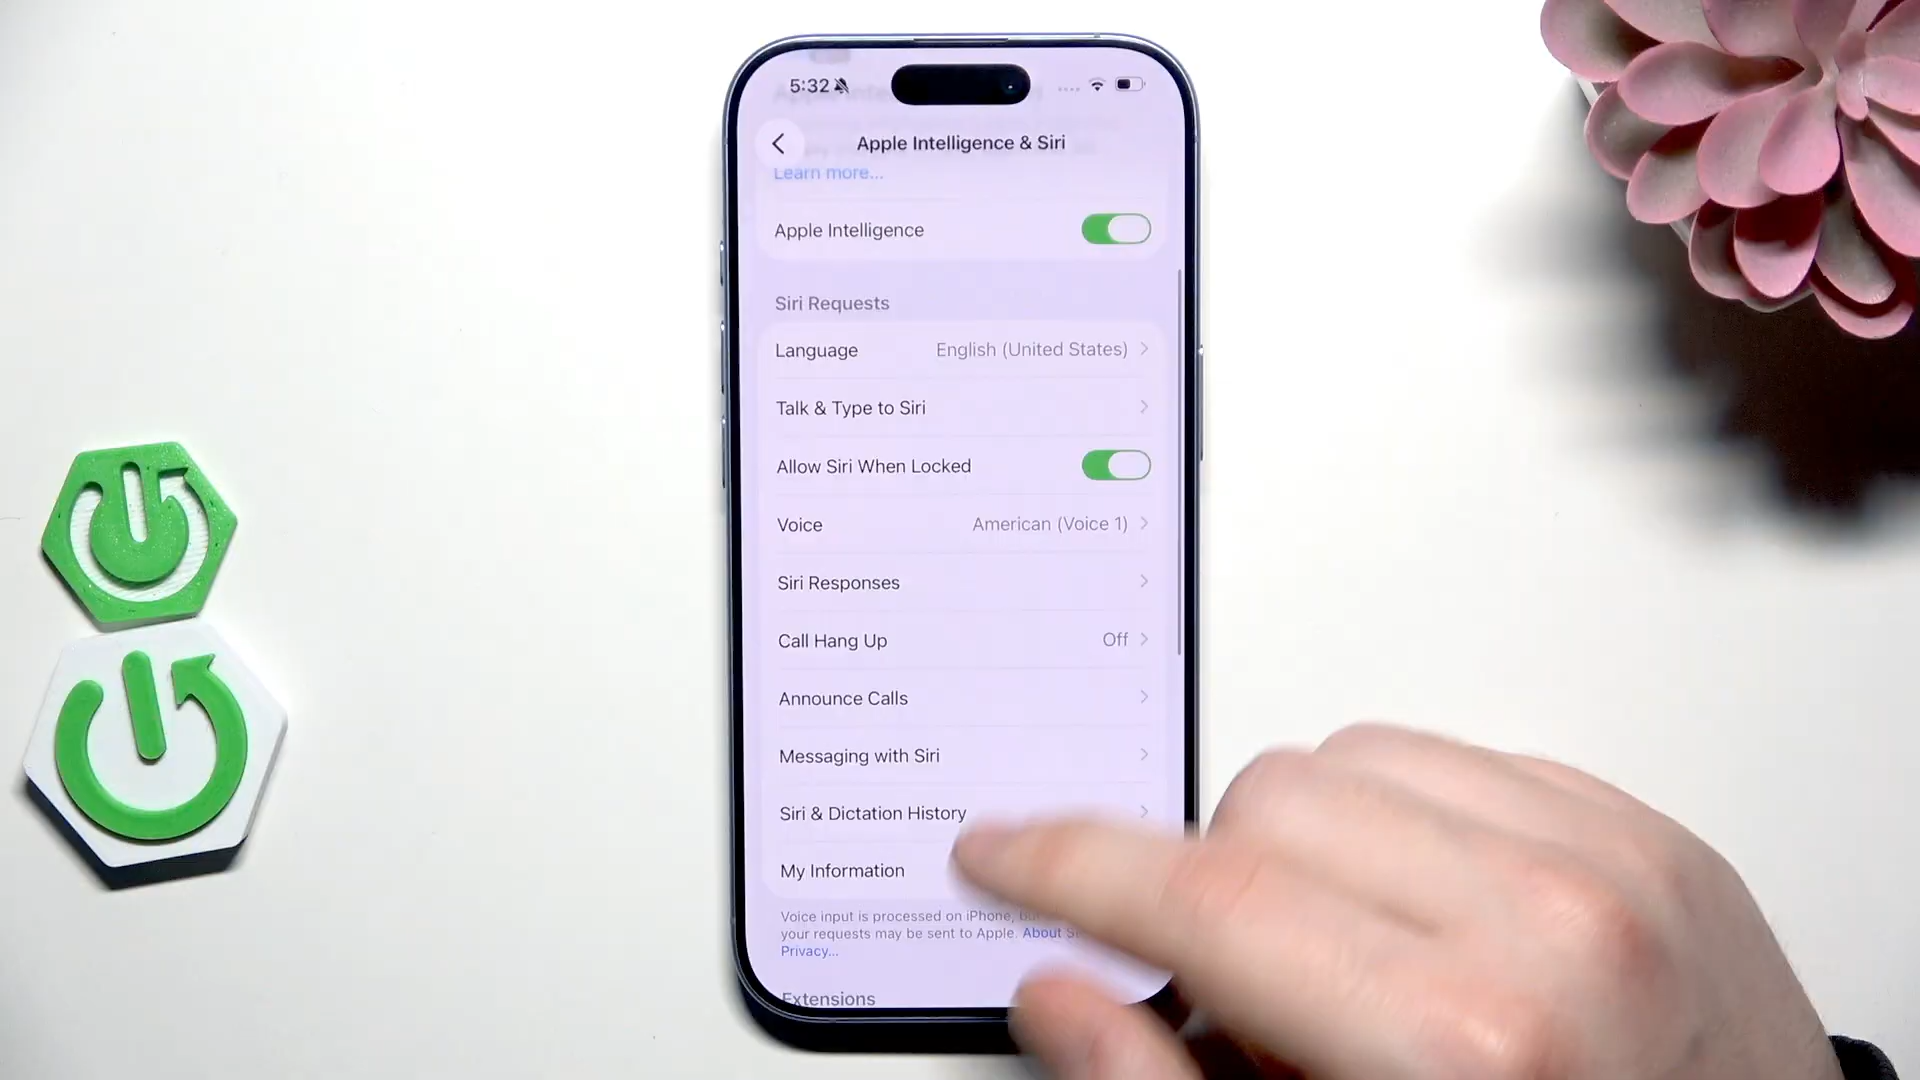 5:32
Apple Intelligence & Siri
Learn more...
Apple Intelligence
Siri Requests
Language English (United States)
Talk & Type to Siri
Allow Siri When Locked
Voice American (Voice 1)
Siri Responses
Call Hang Up Off
Announce Calls
Messaging with Siri
Siri & Dictation History
My Information
Voice input is processed on iPhone,
your requests may be sent to Apple. About
Privacy...
Extensions